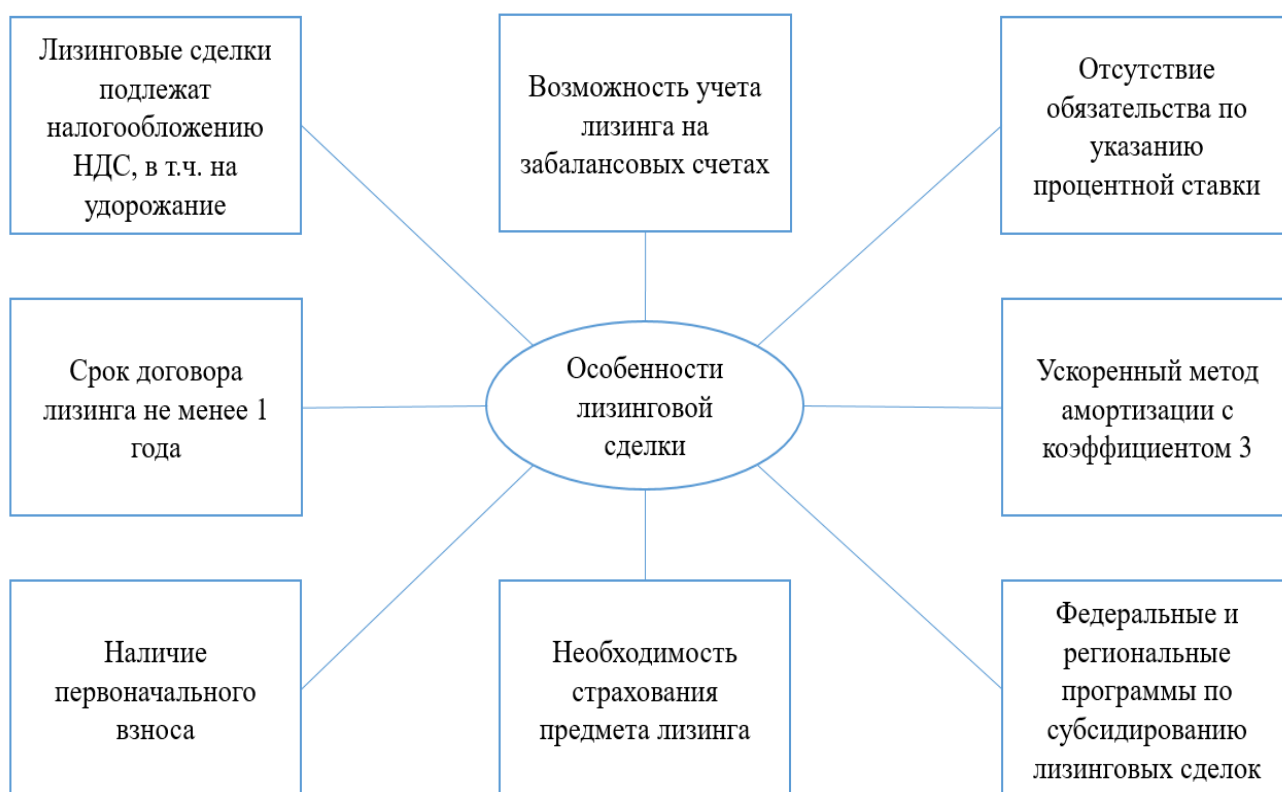 Лизинговые сделки
подлежат
налогообложению
НДС, в т.ч. на
удорожание
Возможность учета
лизинга на
забалансовых счетах
Отсутствие
обязательства по
указанию
процентной ставки
Срок договора
лизинга не менее 1
года
Особенности
лизинговой
сделки
Ускоренный метод
амортизации с
коэффициентом 3
Наличие
первоначального
взноса
Необходимость
страхования
предмета лизинга
Федеральные и
региональные
программы по
субсидированию
лизинговых сделок